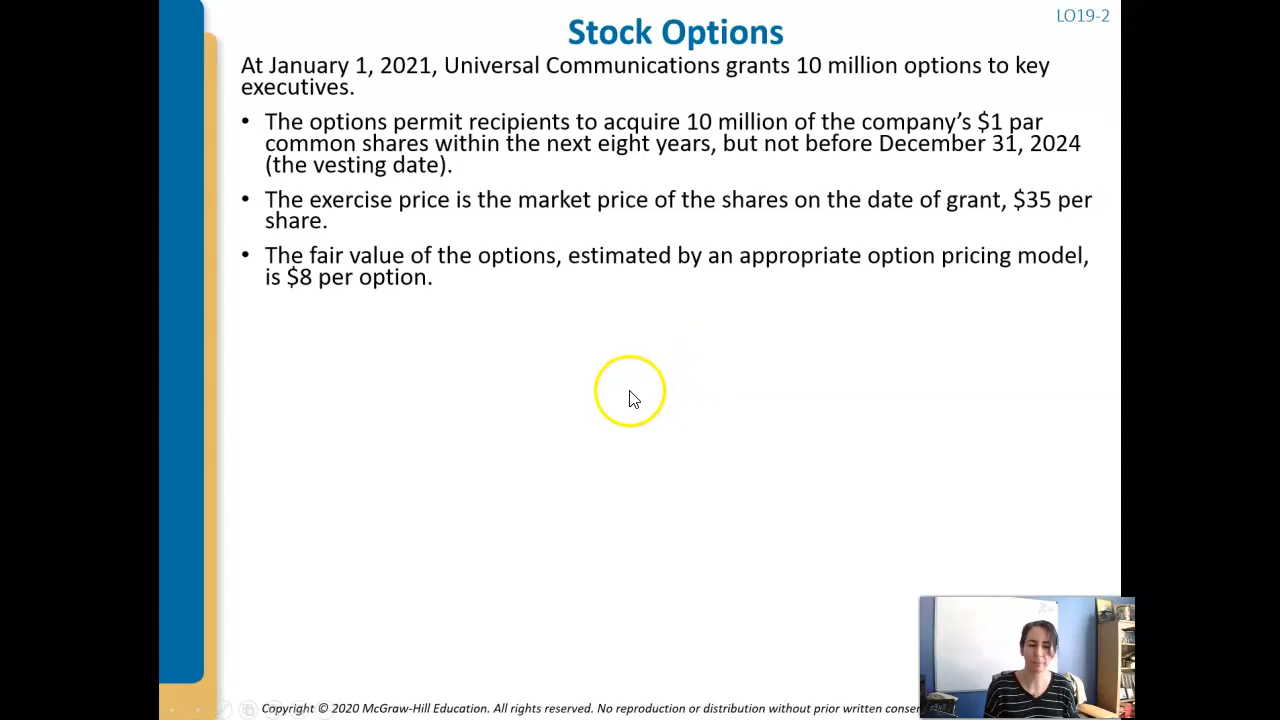 LO19-2
Stock Options
At January 1, 2021, Universal Communications grants 10 million options to key
executives.
• The options permit recipients to acquire 10 million of the company’s $1 par
common shares within the next eight years, but not before December 31, 2024
(the vesting date).
• The exercise price is the market price of the shares on the date of grant, $35 per
share.
• The fair value of the options, estimated by an appropriate option pricing model,
is $8 per option.
Copyright © 2020 McGraw-Hill Education. All rights reserved. No reproduction or distribution without prior written